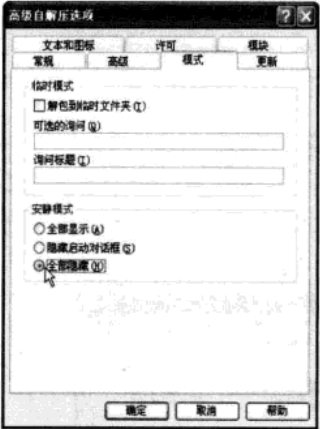 高级自解压选项
文本和图标 许可 模块
常规 高级 模式 更新
临时模式
解包到临时文件夹(T)
可选的询问(Q)
询问标题(I)
安静模式
全部显示(A)
隐藏启动对话框(S)
全部隐藏(H)
确定 取消 帮助